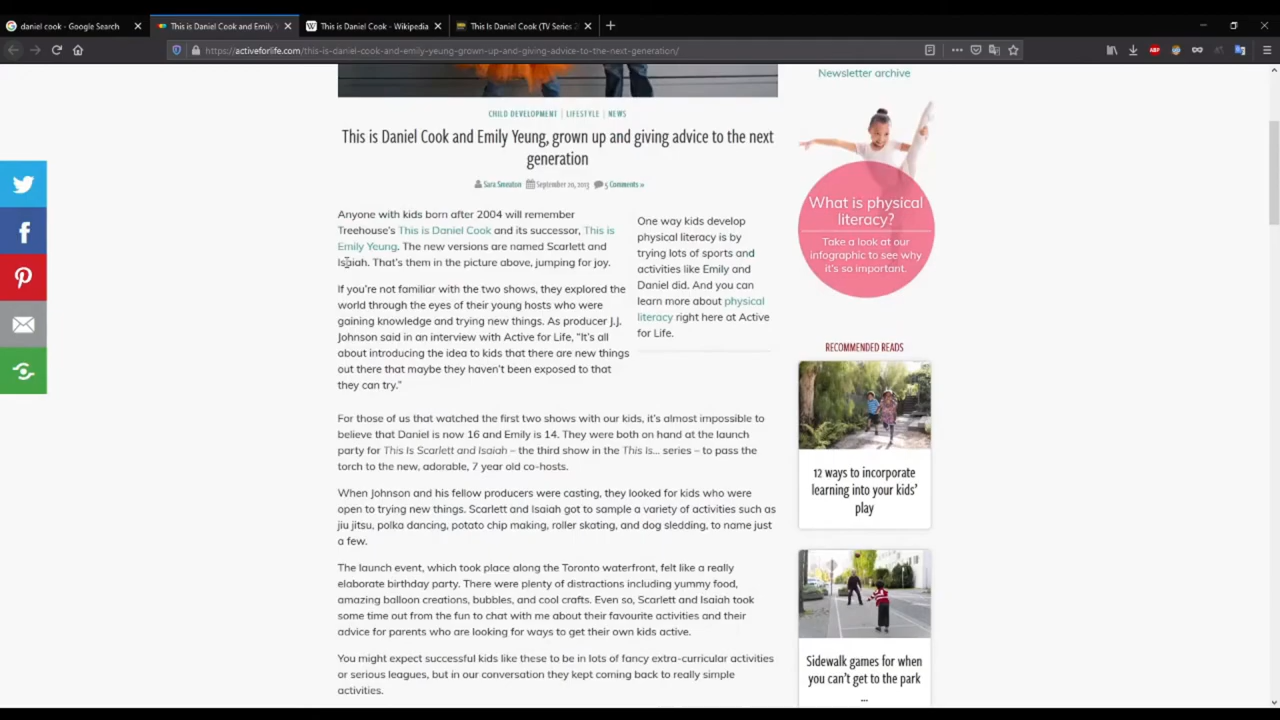 daniel cook - Google Search
This is Daniel Cook and Emily Y
This is Daniel Cook - Wikipedia
This Is Daniel Cook (TV Series 2
https://activeforlife.com/this-is-daniel-cook-and-emily-yeung-grown-up-and-giving-advice-to-the-next-generation/
ABP
CHILD DEVELOPMENT | LIFESTYLE | NEWS
This is Daniel Cook and Emily Yeung, grown up and giving advice to the next
generation
Sara Smeaton September 20, 2013 5 Comments »
Anyone with kids born after 2004 will remember
Treehouse's This is Daniel Cook and its successor, This is
Emily Yeung. The new versions are named Scarlett and
Isaiah. That's them in the picture above, jumping for joy.
If you're not familiar with the two shows, they explored the
world through the eyes of their young hosts who were
gaining knowledge and trying new things. As producer J.J.
Johnson said in an interview with Active for Life, "It's all
about introducing the idea to kids that there are new things
out there that maybe they haven't been exposed to that
they can try."
One way kids develop
physical literacy is by
trying lots of sports and
activities like Emily and
Daniel did. And you can
learn more about physical
literacy right here at Active
for Life.
For those of us that watched the first two shows with our kids, it's almost impossible to
believe that Daniel is now 16 and Emily is 14. They were both on hand at the launch
party for This Is Scarlett and Isaiah – the third show in the This Is... series – to pass the
torch to the new, adorable, 7 year old co-hosts.
When Johnson and his fellow producers were casting, they looked for kids who were
open to trying new things. Scarlett and Isaiah got to sample a variety of activities such as
jiu jitsu, polka dancing, potato chip making, roller skating, and dog sledding, to name just
a few.
The launch event, which took place along the Toronto waterfront, felt like a really
elaborate birthday party. There were plenty of distractions including yummy food,
amazing balloon creations, bubbles, and cool crafts. Even so, Scarlett and Isaiah took
some time out from the fun to chat with me about their favourite activities and their
advice for parents who are looking for ways to get their own kids active.
You might expect successful kids like these to be in lots of fancy extra-curricular activities
or serious leagues, but in our conversation they kept coming back to really simple
activities.
Newsletter archive
What is physical
literacy?
Take a look at our
infographic to see why
it's so important.
RECOMMENDED READS
12 ways to incorporate
learning into your kids'
play
Sidewalk games for when
you can't get to the park
...